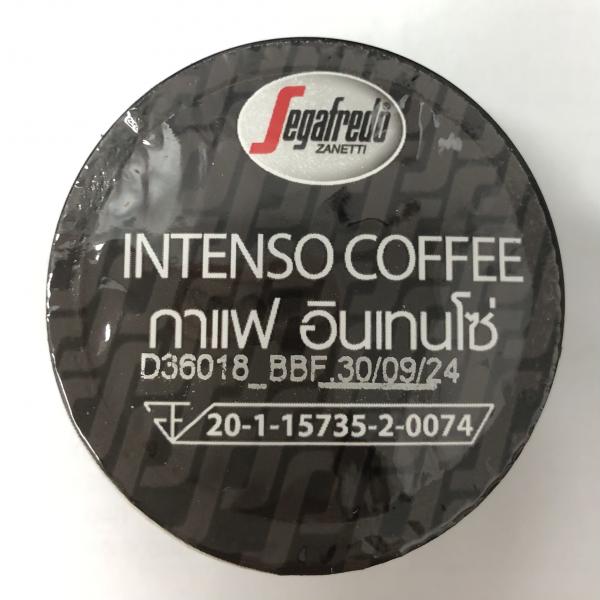 Segafredo
ZANETTI
INTENSO COFFEE
กาแฟ อินเทนโซ่
D36018_BBF.30/09/24
20-1-15735-2-0074